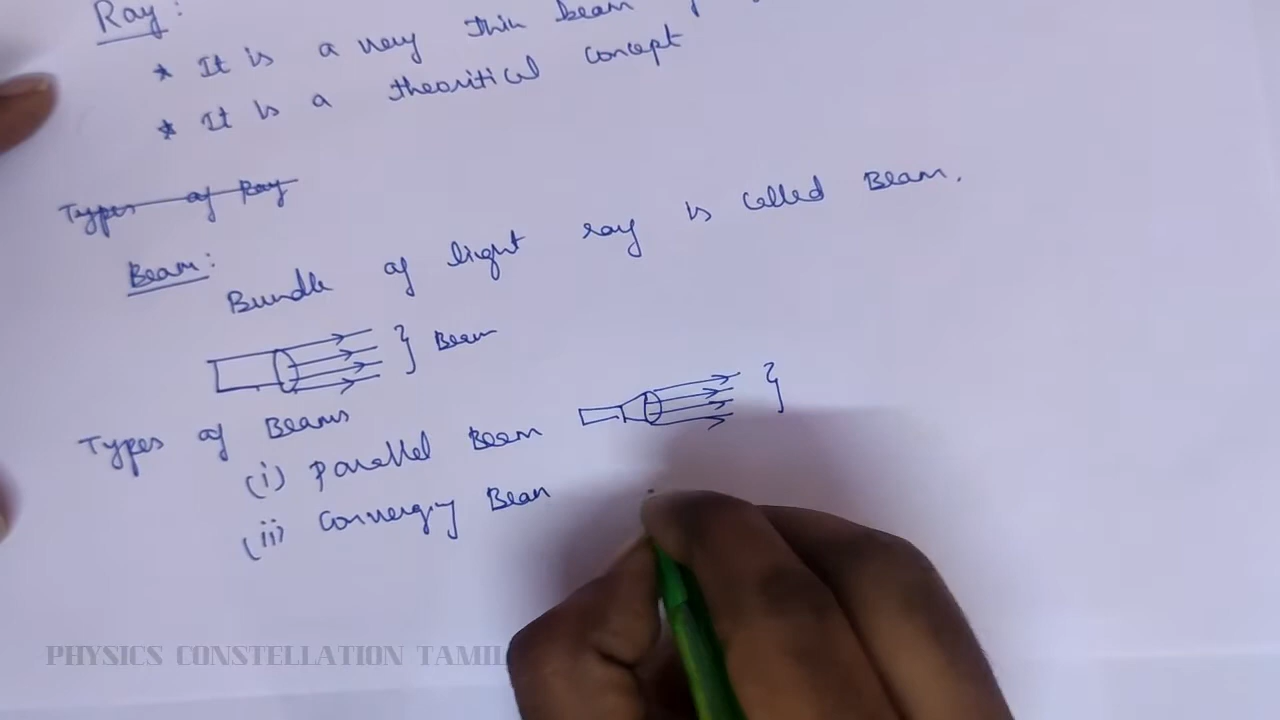 Ray:
* It is a very thin beam
* It is a theoritical concept
Types of Ray
Beam:
Bundle of light ray is called Beam.
} Beam
Types of Beams
(i) Parallel Beam }
(ii) Converging Beam
PHYSICS CONSTELLATION TAMIL